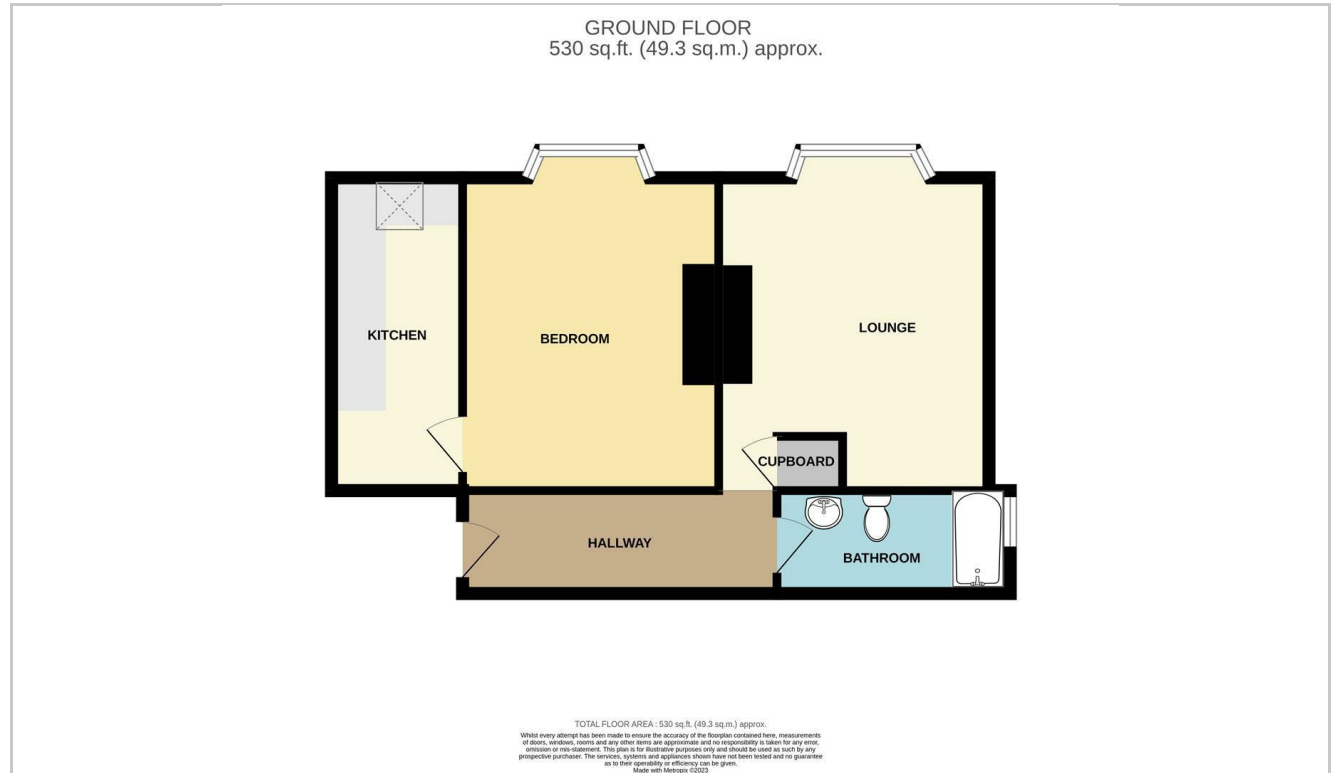 GROUND FLOOR
530 sq.ft. (49.3 sq.m.) approx.
KITCHEN
BEDROOM
LOUNGE
CUPBOARD
HALLWAY
BATHROOM
TOTAL FLOOR AREA : 530 sq.ft. (49.3 sq.m.) approx.
Whilst every attempt has been made to ensure the accuracy of the floorplan contained here, measurements
of doors, windows, rooms and any other items are approximate and no responsibility is taken for any error,
omission or mis-statement. This plan is for illustrative purposes only and should be used as such by any
prospective purchaser. The services, systems and appliances shown have not been tested and no guarantee
as to their operability or efficiency can be given.
Made with Metropix ©2023